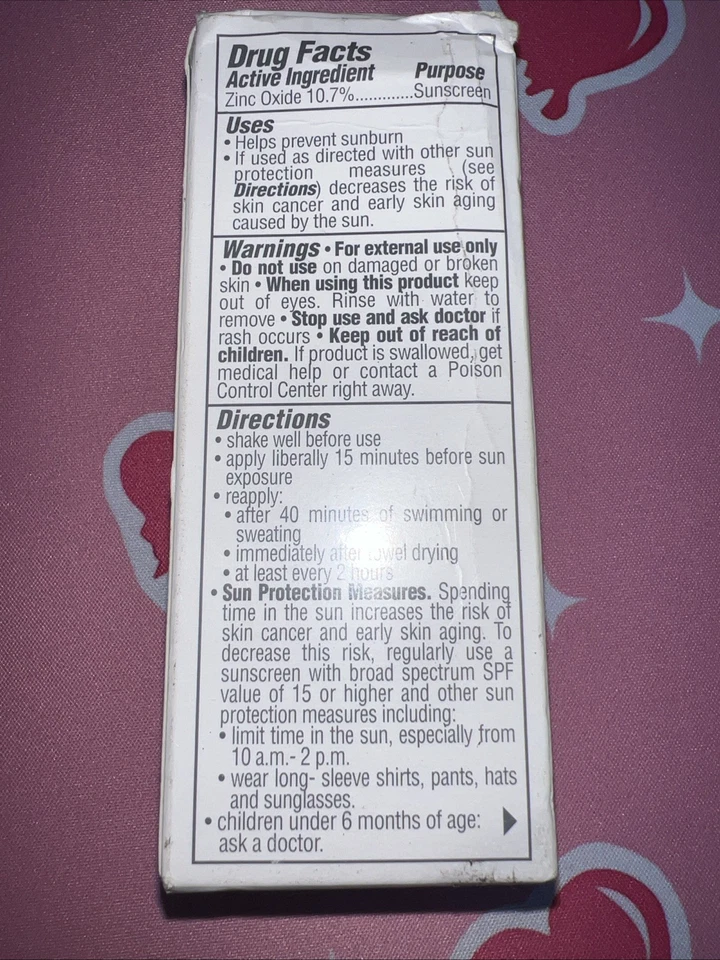 Drug Facts
Active Ingredient Purpose
Zinc Oxide 10.7%.............Sunscreen
Uses
• Helps prevent sunburn
• If used as directed with other sun
protection measures (see
Directions) decreases the risk of
skin cancer and early skin aging
caused by the sun.
Warnings • For external use only
• Do not use on damaged or broken
skin • When using this product keep
out of eyes. Rinse with water to
remove • Stop use and ask doctor if
rash occurs • Keep out of reach of
children. If product is swallowed, get
medical help or contact a Poison
Control Center right away.
Directions
• shake well before use
• apply liberally 15 minutes before sun
exposure
• reapply:
• after 40 minutes of swimming or
sweating
• immediately after towel drying
• at least every 2 hours
• Sun Protection Measures. Spending
time in the sun increases the risk of
skin cancer and early skin aging. To
decrease this risk, regularly use a
sunscreen with broad spectrum SPF
value of 15 or higher and other sun
protection measures including:
• limit time in the sun, especially from
10 a.m.- 2 p.m.
• wear long- sleeve shirts, pants, hats
and sunglasses.
• children under 6 months of age:
ask a doctor.